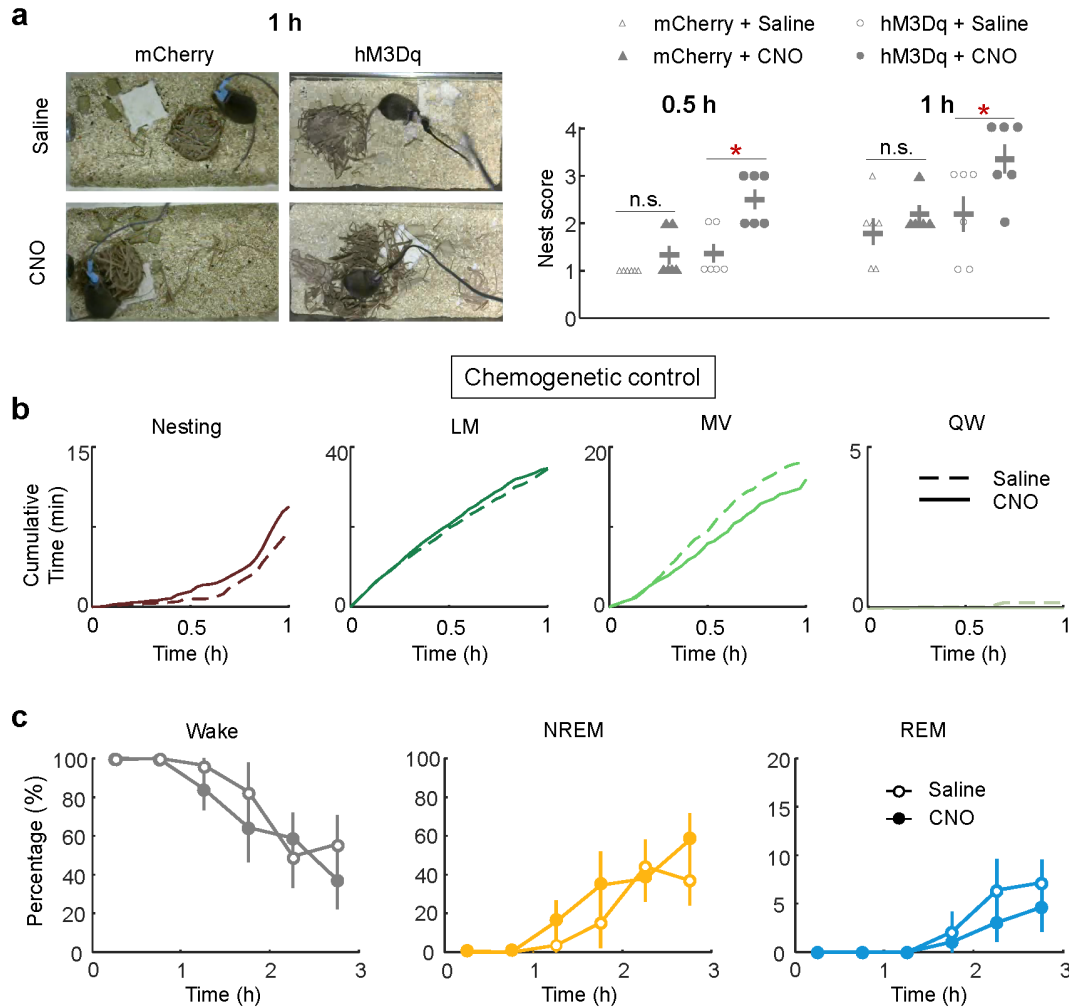 a
1 h
mCherry
hM3Dq
Saline
CNO
mCherry + Saline
hM3Dq + Saline
mCherry + CNO
hM3Dq + CNO
0.5 h
1 h
*
*
n.s.
n.s.
Nest score
4
3
2
1
0
Chemogenetic control
b
Nesting
LM
MV
QW
15
40
20
5
Cumulative
Time (min)
Saline
CNO
0
0
0
0
0
0.5
1
0
0.5
1
0
0.5
1
0
0.5
1
Time (h)
Time (h)
Time (h)
Time (h)
c
Wake
NREM
REM
Percentage (%)
100
80
60
40
20
0
100
80
60
40
20
0
20
15
10
5
0
Saline
CNO
0
1
2
3
0
1
2
3
0
1
2
3
Time (h)
Time (h)
Time (h)